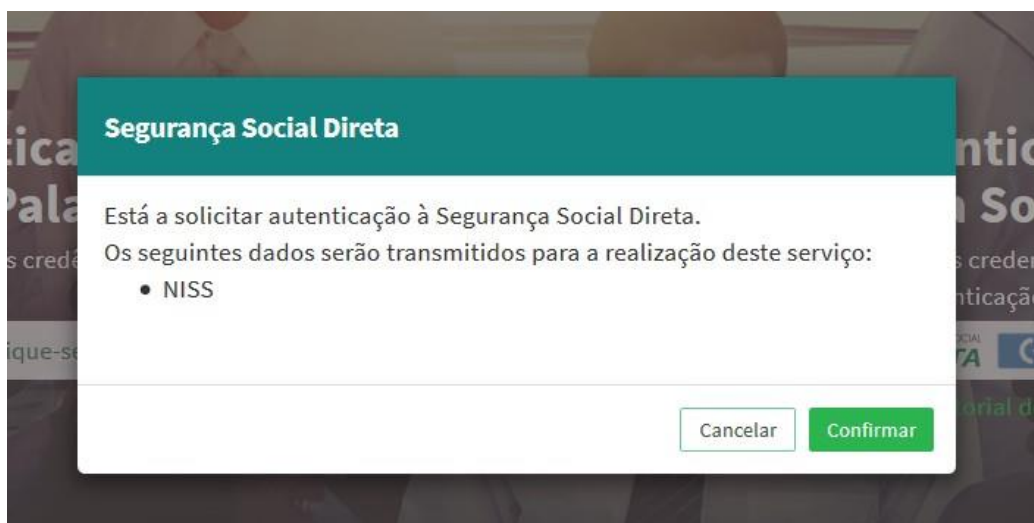 Segurança Social Direta
Está a solicitar autenticação à Segurança Social Direta.
Os seguintes dados serão transmitidos para a realização deste serviço:
• NISS
Cancelar
Confirmar